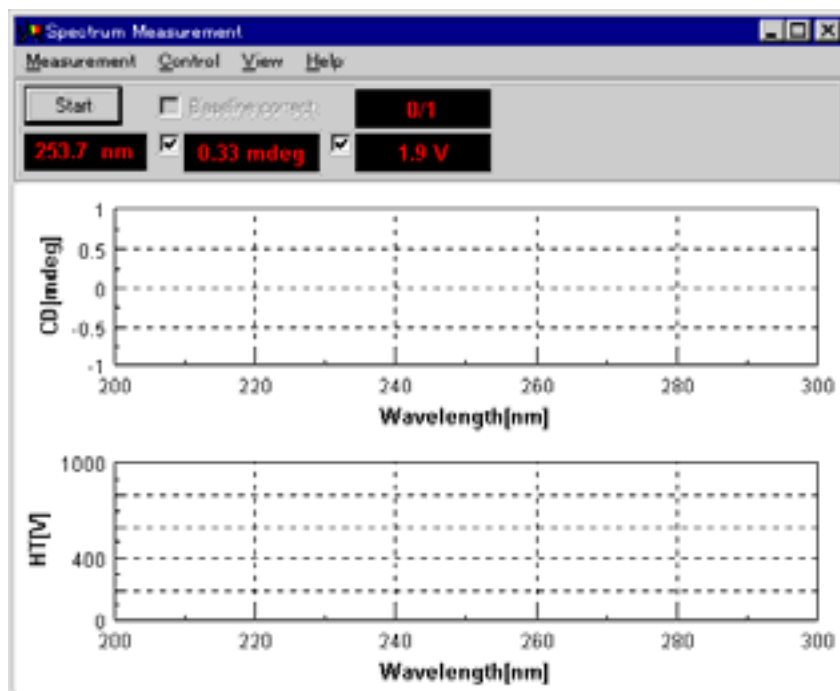 Spectrum Measurement
Measurement Control View Help
Start Baseline correct. 0/1
253.7 nm 0.33 mdeg 1.9 V
1
0.5
0
-0.5
-1
CD[mdeg]
200 220 240 260 280 300
Wavelength[nm]
1000
400
0
HT[V]
200 220 240 260 280 300
Wavelength[nm]